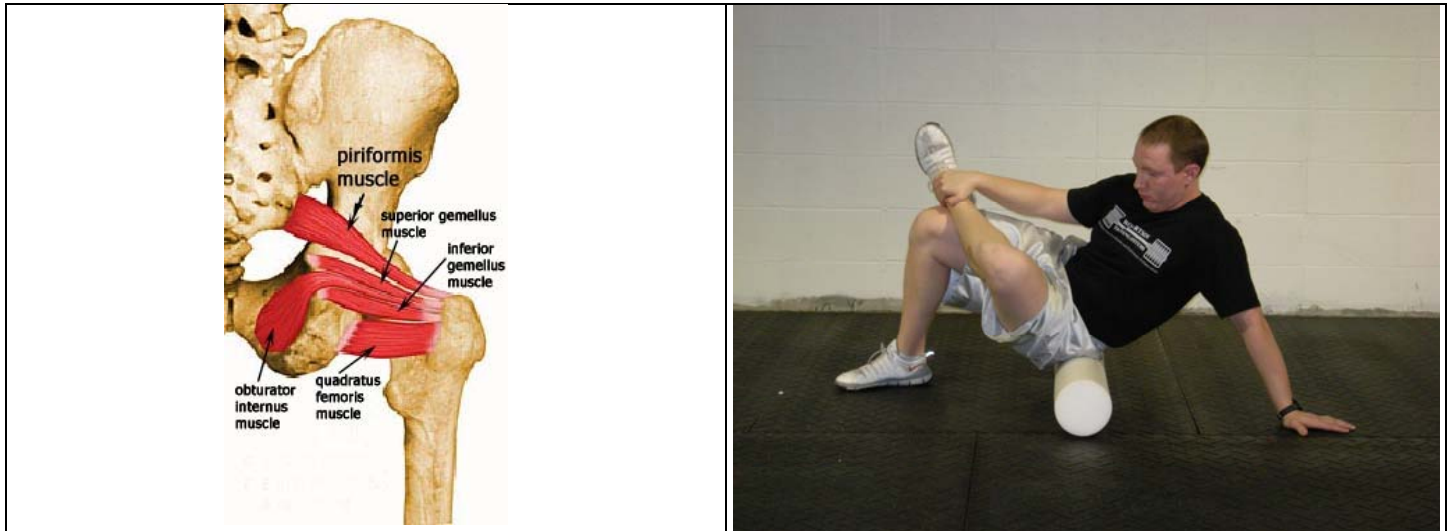 piriformis
muscle
superior gemellus
muscle
inferior
gemellus
muscle
obturator
internus
muscle
quadratus
femoris
muscle